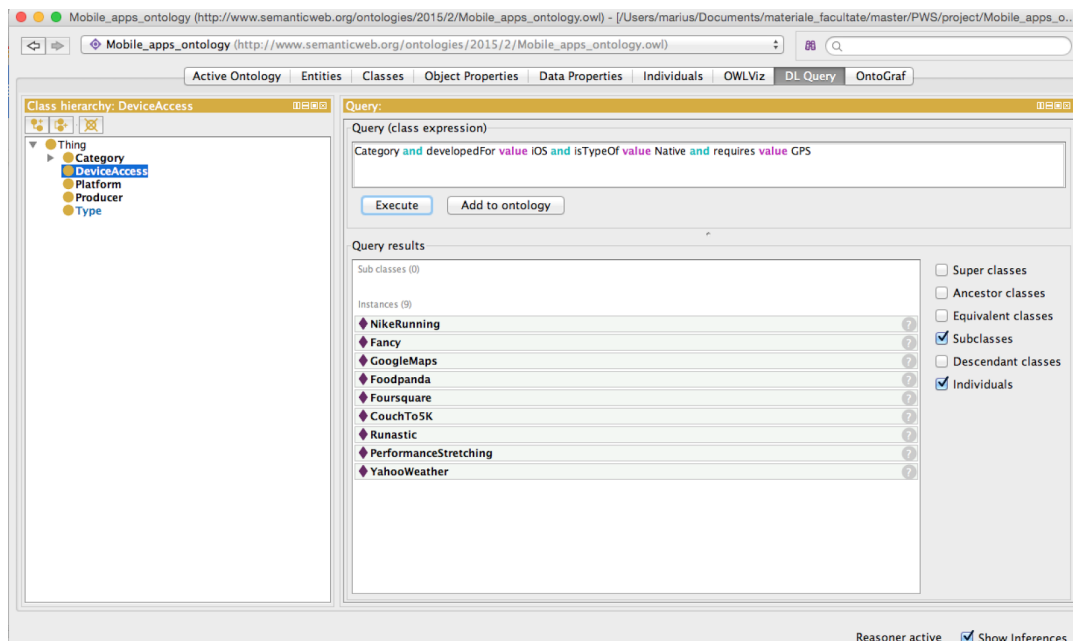 Mobile_apps_ontology (http://www.semanticweb.org/ontologies/2015/2/Mobile_apps_ontology.owl) - [/Users/marius/Documents/materiale_facultate/master/PWS/project/Mobile_apps_o...
Mobile_apps_ontology (http://www.semanticweb.org/ontologies/2015/2/Mobile_apps_ontology.owl)
Active Ontology Entities Classes Object Properties Data Properties Individuals OWLViz DL Query OntoGraf
Class hierarchy: DeviceAccess
Thing
Category
DeviceAccess
Platform
Producer
Type
Query:
Query (class expression)
Category and developedFor value iOS and isTypeOf value Native and requires value GPS
Execute Add to ontology
Query results
Sub classes (0)
Instances (9)
NikeRunning
Fancy
GoogleMaps
Foodpanda
Foursquare
CouchTo5K
Runastic
PerformanceStretching
YahooWeather
Super classes
Ancestor classes
Equivalent classes
Subclasses
Descendant classes
Individuals
Reasoner active Show Inferences